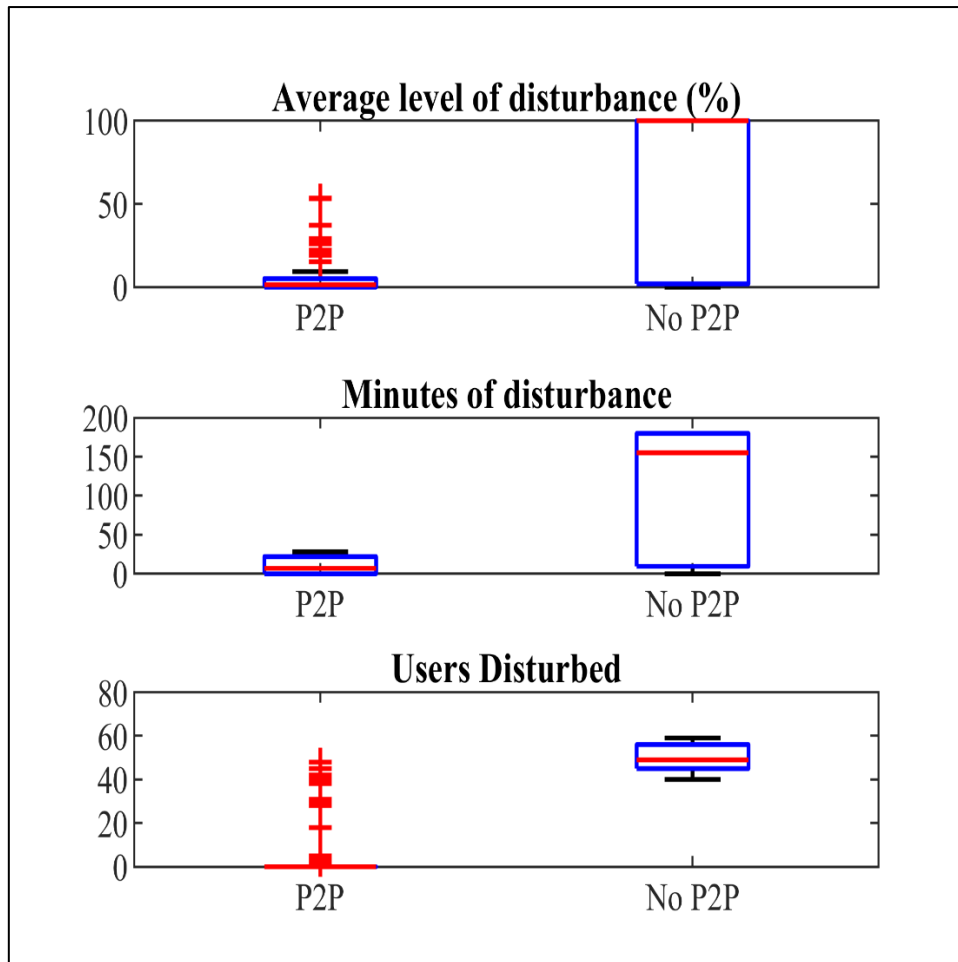 Average level of disturbance (%)
100
50
0
P2P No P2P
Minutes of disturbance
200
150
100
50
0
P2P No P2P
Users Disturbed
80
60
40
20
0
P2P No P2P